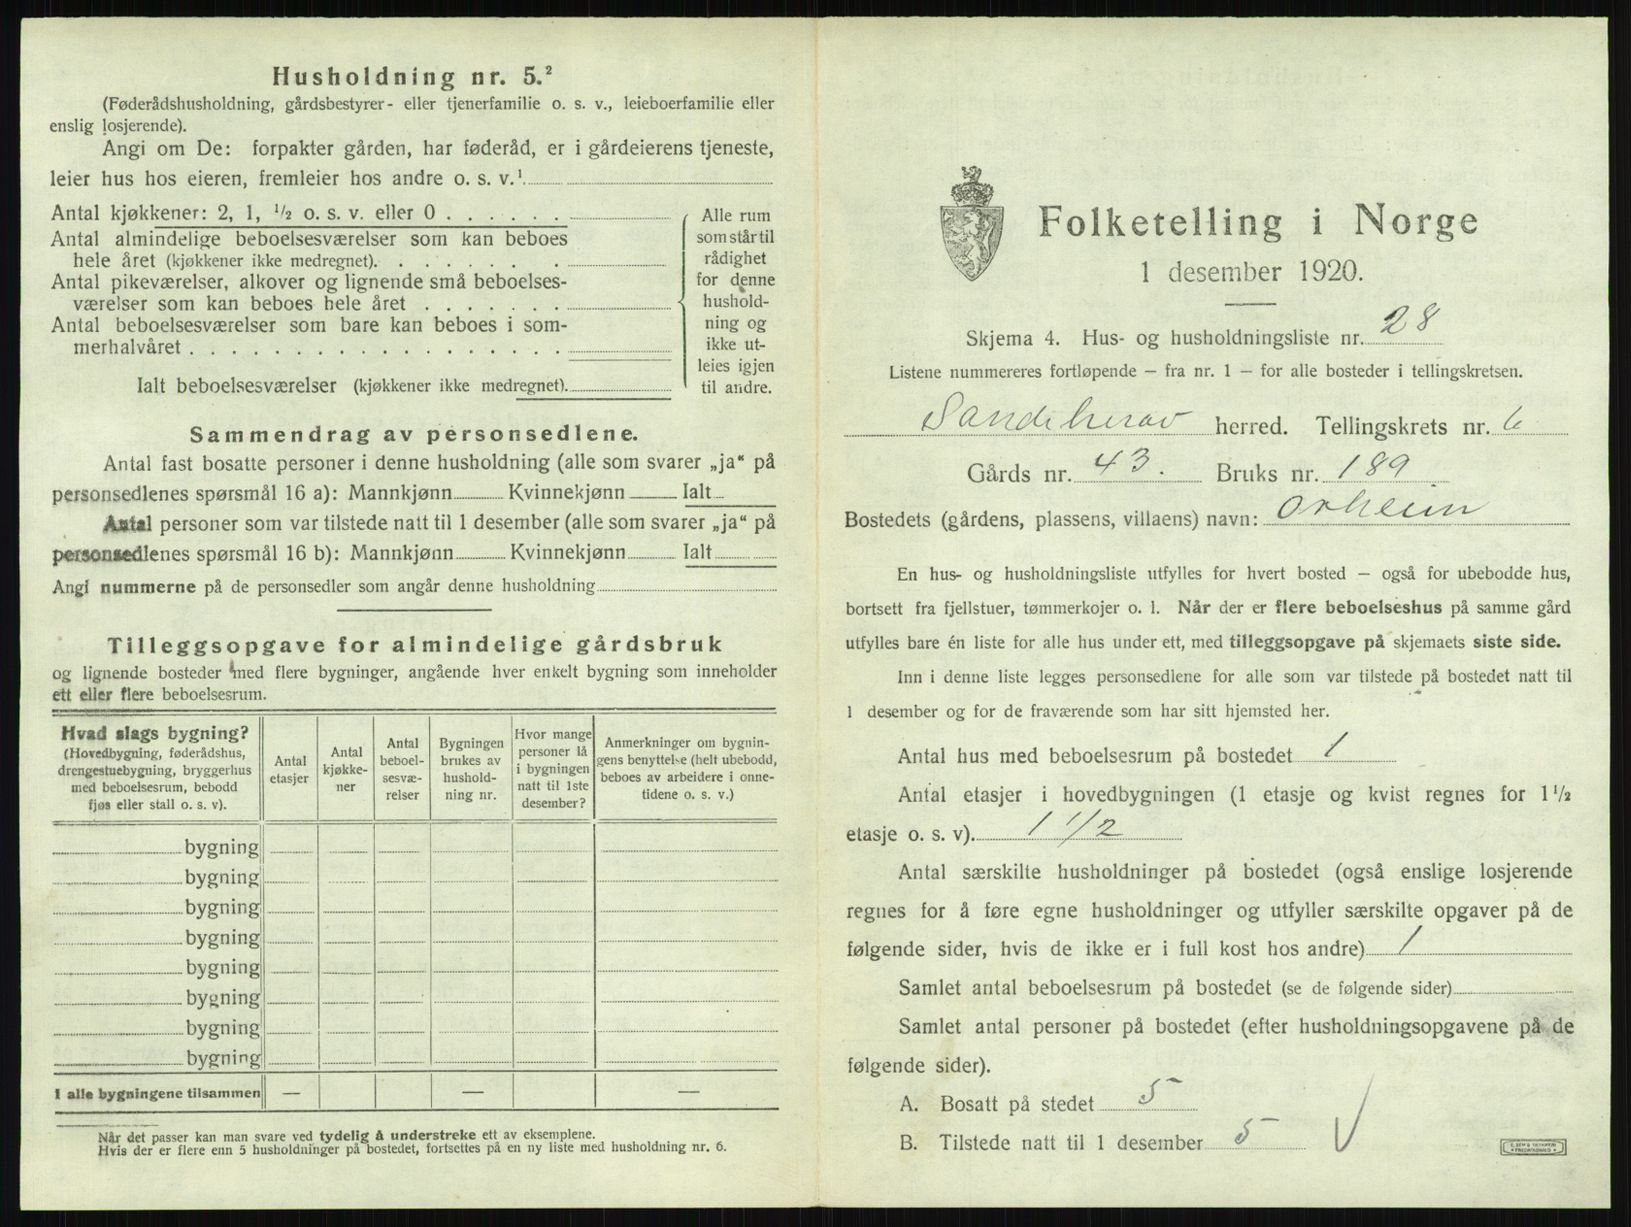 Husholdning nr. 5.²
(Føderådshusholdning, gårdsbestyrer- eller tjenerfamilie o. s. v., leieboerfamilie eller
enslig losjerende).
Angi om De: forpakter gården, har føderåd, er i gårdeierens tjeneste,
leier hus hos eieren, fremleier hos andre o. s. v.¹
Antal kjøkkener: 2, 1, ½ o. s. v. eller 0 . . . . . .
Antal almindelige beboelsesværelser som kan beboes
hele året (kjøkkener ikke medregnet). . . . . . . . .
Antal pikeværelser, alkover og lignende små beboelses-
værelser som kan beboes hele året . . . . . . .
Antal beboelsesværelser som bare kan beboes i som-
merhalvåret . . . . . . . . . . . . . . . . . .
Ialt beboelsesværelser (kjøkkener ikke medregnet).
Alle rum
som står til
rådighet
for denne
hushold-
ning og
ikke ut-
leies igjen
til andre.
Sammendrag av personsedlene.
Antal fast bosatte personer i denne husholdning (alle som svarer „ja“ på
personsedlenes spørsmål 16 a): Mannkjønn Kvinnekjønn Ialt
Antal personer som var tilstede natt til 1 desember (alle som svarer „ja“ på
personsedlenes spørsmål 16 b): Mannkjønn Kvinnekjønn Ialt
Angi nummerne på de personsedler som angår denne husholdning
Tilleggsopgave for almindelige gårdsbruk
og lignende bosteder med flere bygninger, angående hver enkelt bygning som inneholder
ett eller flere beboelsesrum.
Hvad slags bygning?
(Hovedbygning, føderådshus,
drengestuebygning, bryggerhus
med beboelsesrum, bebodd
fjøs eller stall o. s. v).
Antal
etasjer
Antal
kjøkke-
ner
Antal
beboel-
sesvæ-
relser
Bygningen
brukes av
hushold-
ning nr.
Hvor mange
personer lå
i bygningen
natt til 1ste
desember?
Anmerkninger om bygnin-
gens benyttelse (helt ubebodd,
beboes av arbeidere i onne-
tidene o. s. v.)
bygning
bygning
bygning
bygning
bygning
bygning
bygning
bygning
I alle bygningene tilsammen — — —
Når det passer kan man svare ved tydelig å understreke ett av eksemplene.
Hvis der er flere enn 5 husholdninger på bostedet, fortsettes på en ny liste med husholdning nr. 6.
Folketelling i Norge
1 desember 1920.
Skjema 4. Hus- og husholdningsliste nr. 28
Listene nummereres fortløpende — fra nr. 1 — for alle bosteder i tellingskretsen.
Sandeherav herred. Tellingskrets nr. 6
Gårds nr. 43. Bruks nr. 189
Bostedets (gårdens, plassens, villaens) navn: Orheim
En hus- og husholdningsliste utfylles for hvert bosted — også for ubebodde hus,
bortsett fra fjellstuer, tømmerkojer o. l. Når der er flere beboelseshus på samme gård
utfylles bare én liste for alle hus under ett, med tilleggsopgave på skjemaets siste side.
Inn i denne liste legges personsedlene for alle som var tilstede på bostedet natt til
1 desember og for de fraværende som har sitt hjemsted her.
Antal hus med beboelsesrum på bostedet 1
Antal etasjer i hovedbygningen (1 etasje og kvist regnes for 1½
etasje o. s. v). 1 1/2
Antal særskilte husholdninger på bostedet (også enslige losjerende
regnes for å føre egne husholdninger og utfyller særskilte opgaver på de
følgende sider, hvis de ikke er i full kost hos andre) 1
Samlet antal beboelsesrum på bostedet (se de følgende sider)
Samlet antal personer på bostedet (efter husholdningsopgavene på de
følgende sider).
A. Bosatt på stedet 5
B. Tilstede natt til 1 desember 5 √